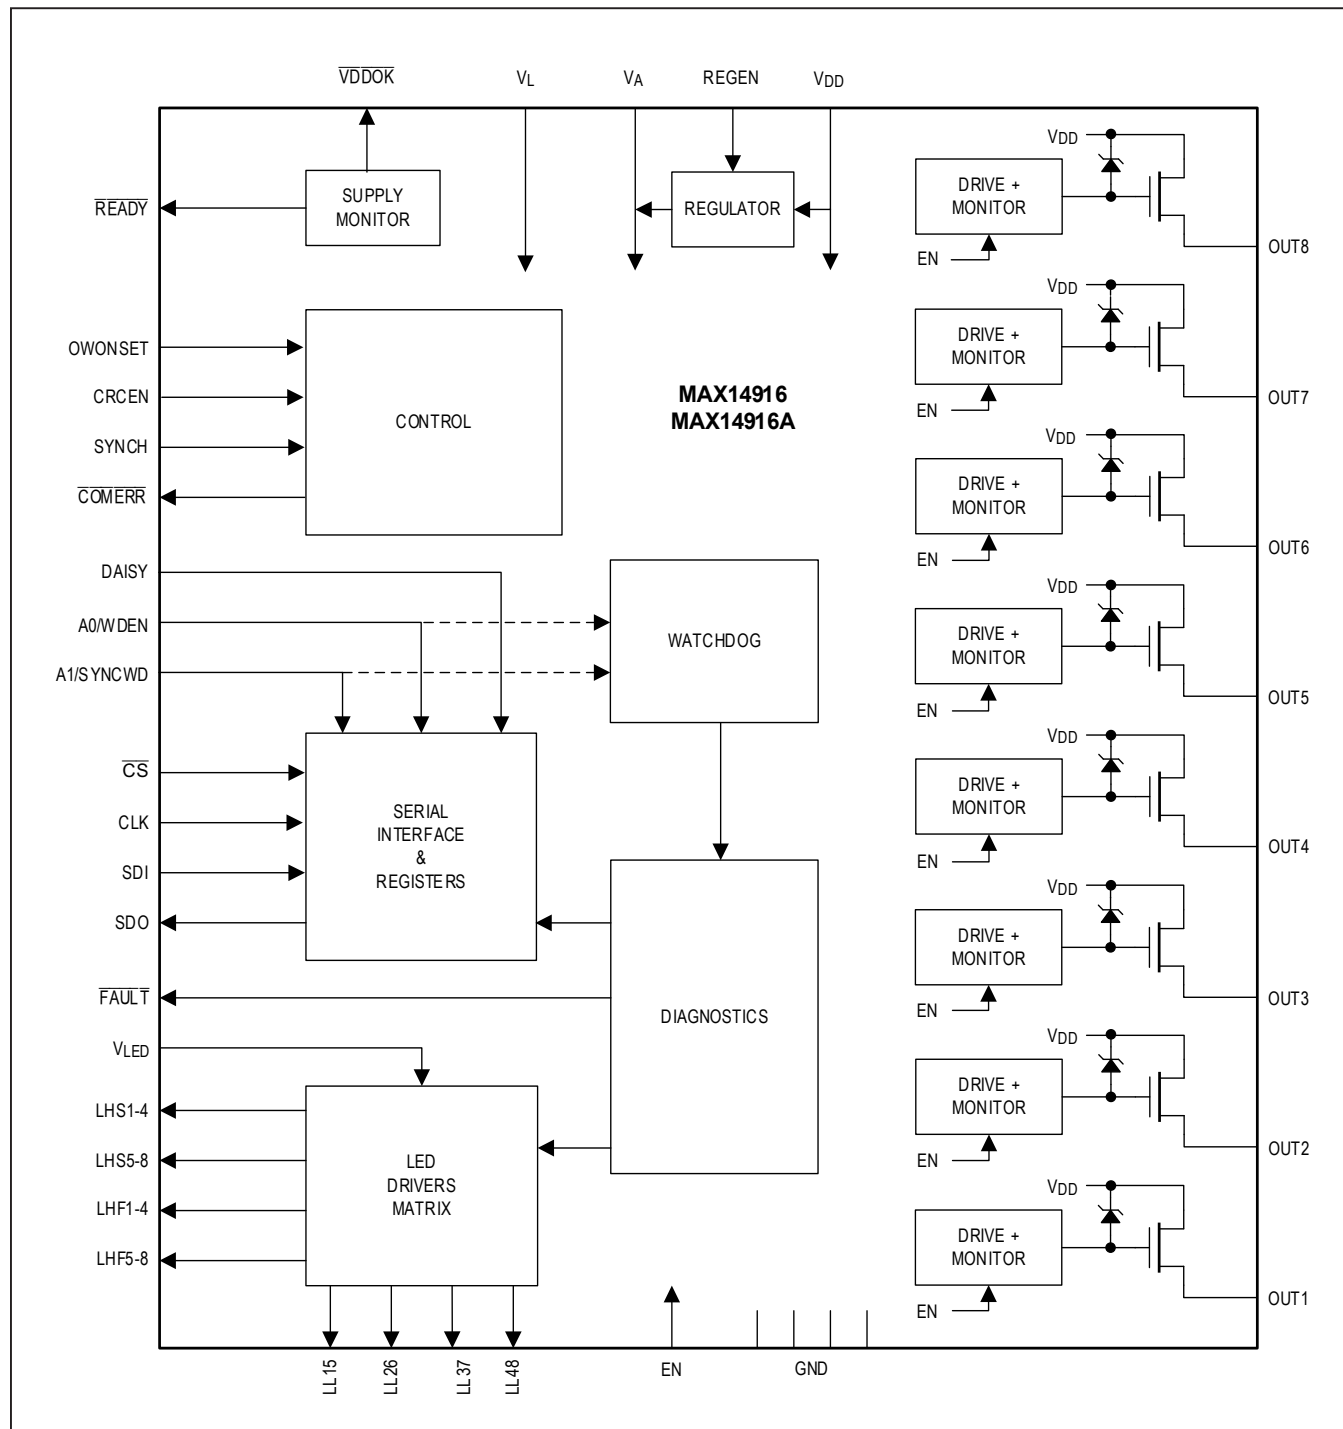 VDDOK VL VA REGEN VDD
READY
SUPPLY
MONITOR
REGULATOR
OWONSET
CRCEN
SYNCH
COMERR
CONTROL
MAX14916
MAX14916A
DAISY
A0/WDEN
A1/SYNCWD
WATCHDOG
CS
CLK
SDI
SDO
SERIAL
INTERFACE
&
REGISTERS
FAULT
DIAGNOSTICS
VLED
LHS1-4
LHS5-8
LHF1-4
LHF5-8
LED
DRIVERS
MATRIX
LL15
LL26
LL37
LL48
EN
GND
VDD
DRIVE +
MONITOR
EN
OUT8
VDD
DRIVE +
MONITOR
EN
OUT7
VDD
DRIVE +
MONITOR
EN
OUT6
VDD
DRIVE +
MONITOR
EN
OUT5
VDD
DRIVE +
MONITOR
EN
OUT4
VDD
DRIVE +
MONITOR
EN
OUT3
VDD
DRIVE +
MONITOR
EN
OUT2
VDD
DRIVE +
MONITOR
EN
OUT1